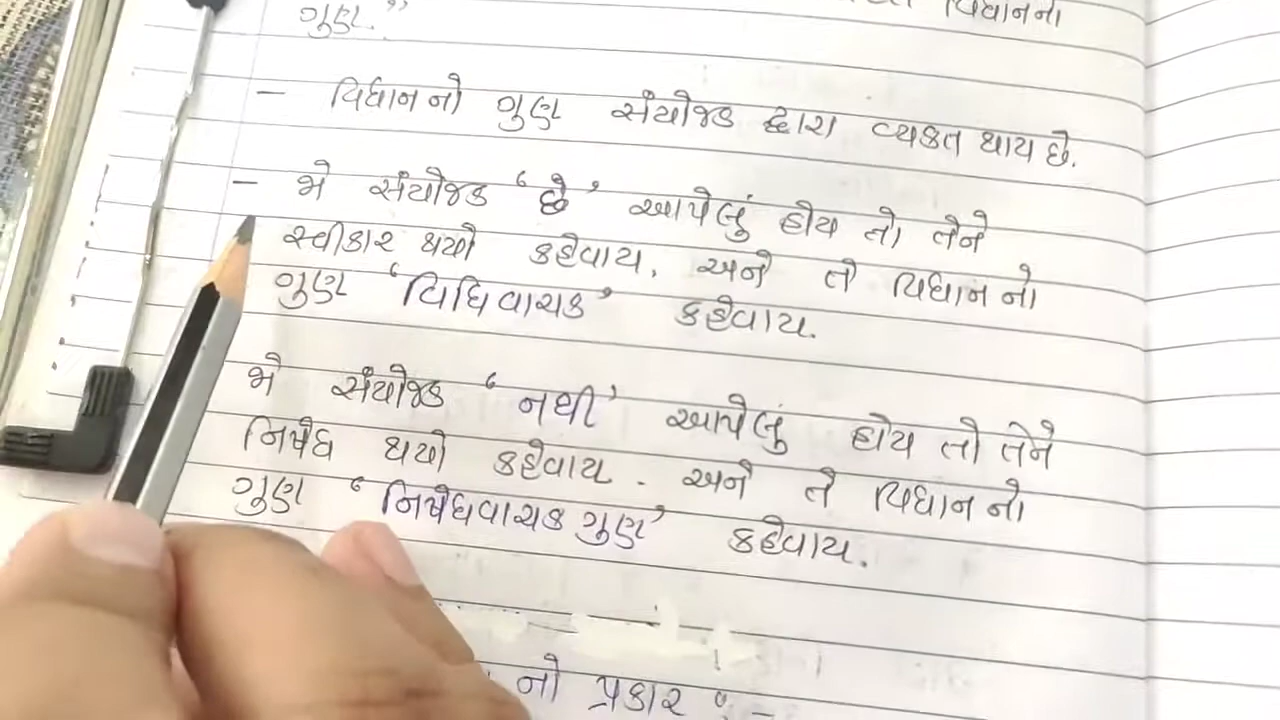 વિધાનના
ગુણ."
- વિધાનનો ગુણ સંયોજક દ્વારા વ્યક્ત થાય છે.
- જે સંયોજક 'છે' આપેલું હોય તો તેને
સ્વીકાર થયો કહેવાય. અને તે વિધાનનો
ગુણ 'વિધિવાચક' કહેવાય.
જે સંયોજક 'નથી' આપેલું હોય તો તેને
નિષેધ થયો કહેવાય. અને તે વિધાનનો
ગુણ 'નિષેધવાચક ગુણ' કહેવાય.
નો પ્રકાર :-